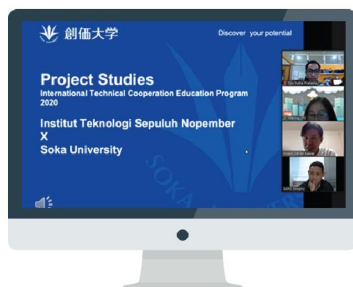 創価大学
Discover your potential
Project Studies
International Technical Cooperation Education Program
2020
Institut Teknologi Sepuluh Nopember
X
Soka University